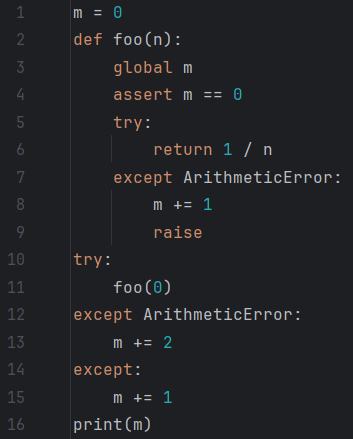 1 m = 0
2 def foo(n):
3     global m
4     assert m == 0
5     try:
6         return 1 / n
7     except ArithmeticError:
8         m += 1
9         raise
10 try:
11     foo(0)
12 except ArithmeticError:
13     m += 2
14 except:
15     m += 1
16 print(m)